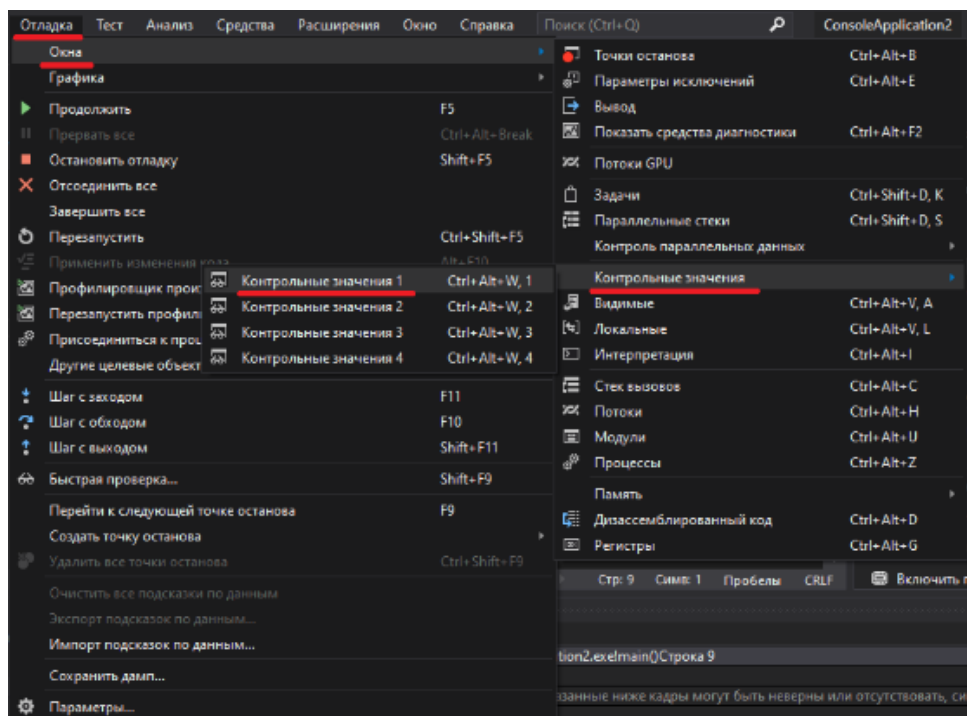 Отладка Тест Анализ Средства Расширения Окно Справка Поиск (Ctrl+Q) ConsoleApplication2
Окна
Графика
Продолжить F5
Прервать все Ctrl+Alt+Break
Остановить отладку Shift+F5
Отсоединить все
Завершить все
Перезапустить Ctrl+Shift+F5
Применить изменения кода Alt+F10
Профилировщик
Перезапустить
Присоединиться к
Другие целевые
Шаг с заходом F11
Шаг с обходом F10
Шаг с выходом Shift+F11
Быстрая проверка... Shift+F9
Перейти к следующей точке останова F9
Создать точку останова
Удалить все точки останова Ctrl+Shift+F9
Очистить все подсказки по данным
Экспорт подсказок по данным...
Импорт подсказок по данным...
Сохранить дамп...
Параметры...
Контрольные значения 1 Ctrl+Alt+W, 1
Контрольные значения 2 Ctrl+Alt+W, 2
Контрольные значения 3 Ctrl+Alt+W, 3
Контрольные значения 4 Ctrl+Alt+W, 4
Точки останова Ctrl+Alt+B
Параметры исключений Ctrl+Alt+E
Вывод
Показать средства диагностики Ctrl+Alt+F2
Потоки GPU
Задачи Ctrl+Shift+D, K
Параллельные стеки Ctrl+Shift+D, S
Контроль параллельных данных
Контрольные значения
Видимые Ctrl+Alt+V, A
Локальные Ctrl+Alt+V, L
Интерпретация Ctrl+Alt+I
Стек вызовов Ctrl+Alt+C
Потоки Ctrl+Alt+H
Модули Ctrl+Alt+U
Процессы Ctrl+Alt+Z
Память
Дизассемблированный код Ctrl+Alt+D
Регистры Ctrl+Alt+G
Стр: 9 Симв: 1 Пробелы CRLF Включить
tion2.exe!main()Строка 9
ниже кадры могут быть неверны или отсутствовать,